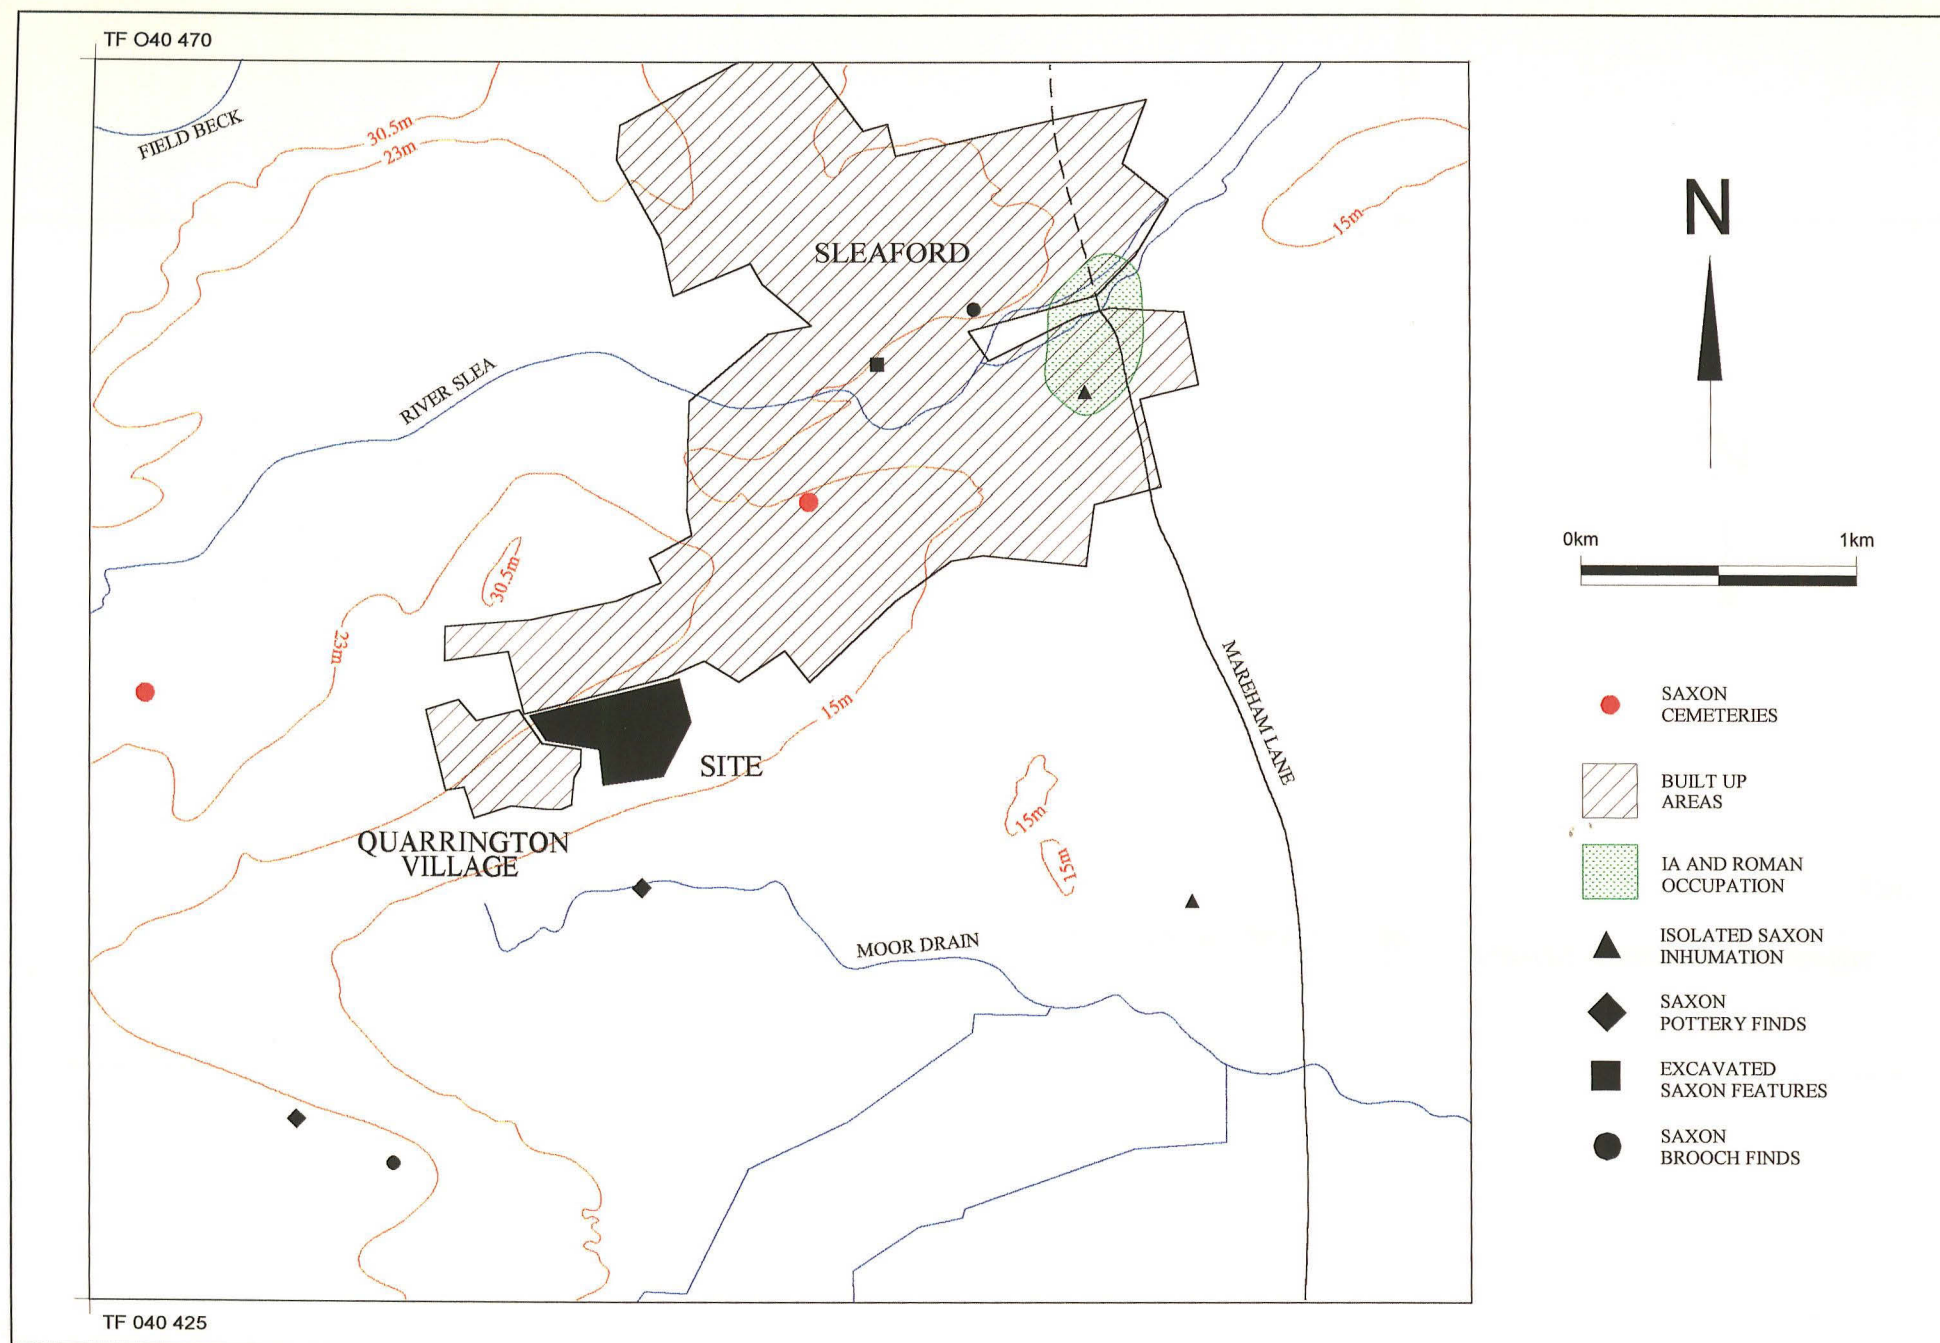 TF O40 470
FIELD BECK
30.5m
23m
15m
SLEAFORD
RIVER SLEA
30.5m
23m
15m
SITE
MAREHAM LANE
15m
15m
QUARRINGTON
VILLAGE
MOOR DRAIN
TF 040 425
N
0km 1km
SAXON
CEMETERIES
BUILT UP
AREAS
IA AND ROMAN
OCCUPATION
ISOLATED SAXON
INHUMATION
SAXON
POTTERY FINDS
EXCAVATED
SAXON FEATURES
SAXON
BROOCH FINDS